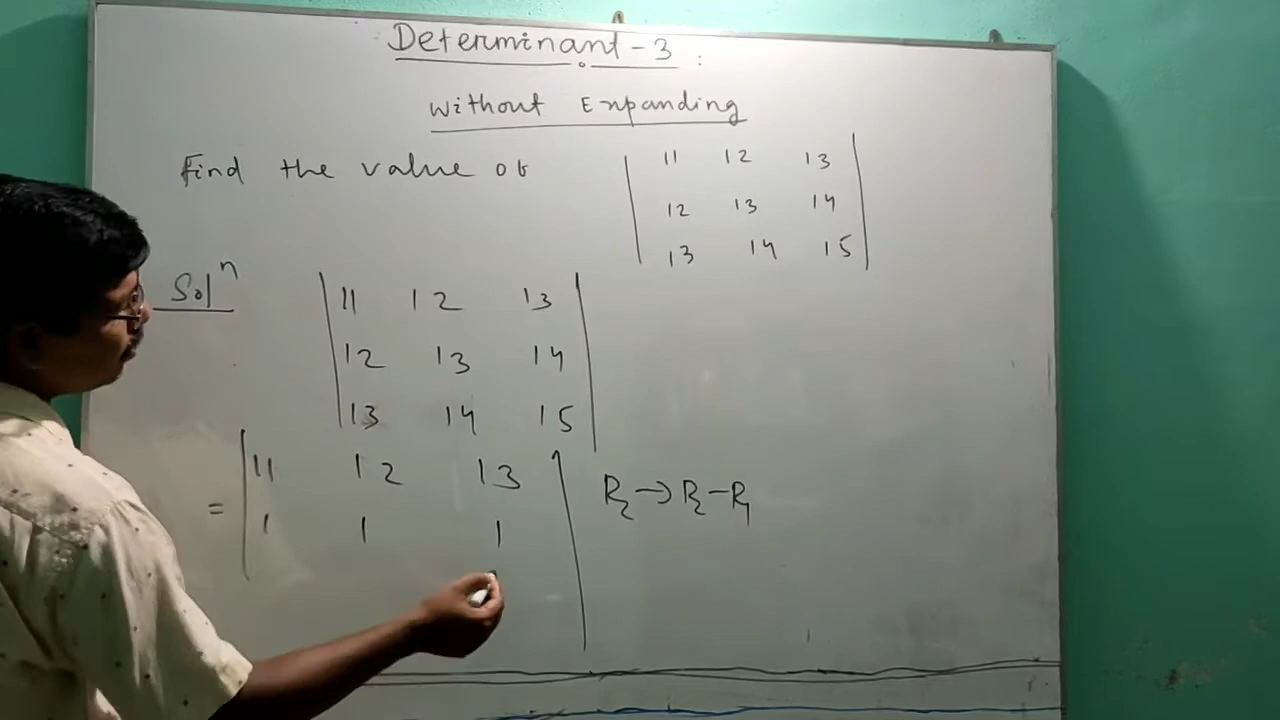 Determinant-3:
without Expanding
Find the value of
| 11 12 13 |
| 12 13 14 |
| 13 14 15 |
Solⁿ
| 11 12 13 |
| 12 13 14 |
| 13 14 15 |
= | 11 12 13 |
| 1 1 1 | R₂→R₂-R₁